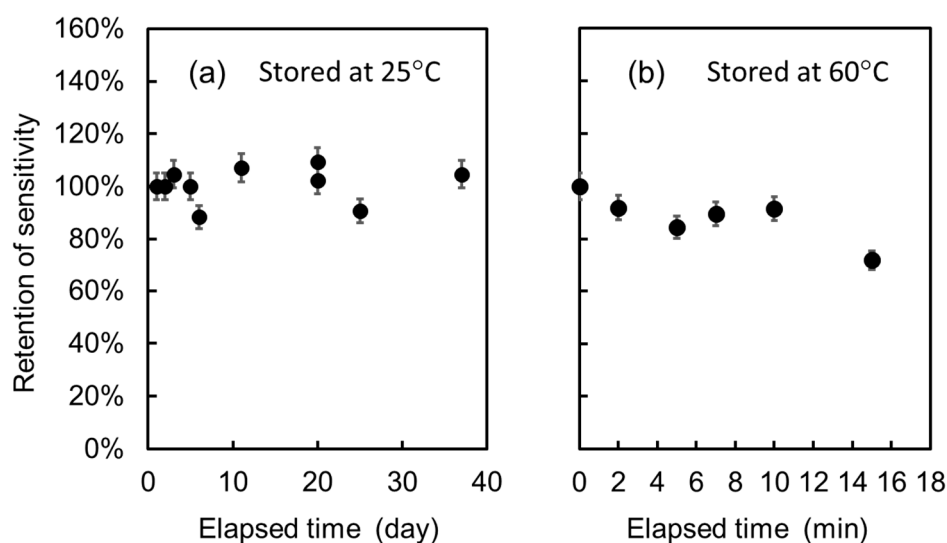 160%
140%
120%
100%
80%
60%
40%
20%
0%
Retention of sensitivity
(a) Stored at 25°C
0 10 20 30 40
Elapsed time (day)
(b) Stored at 60°C
0 2 4 6 8 10 12 14 16 18
Elapsed time (min)